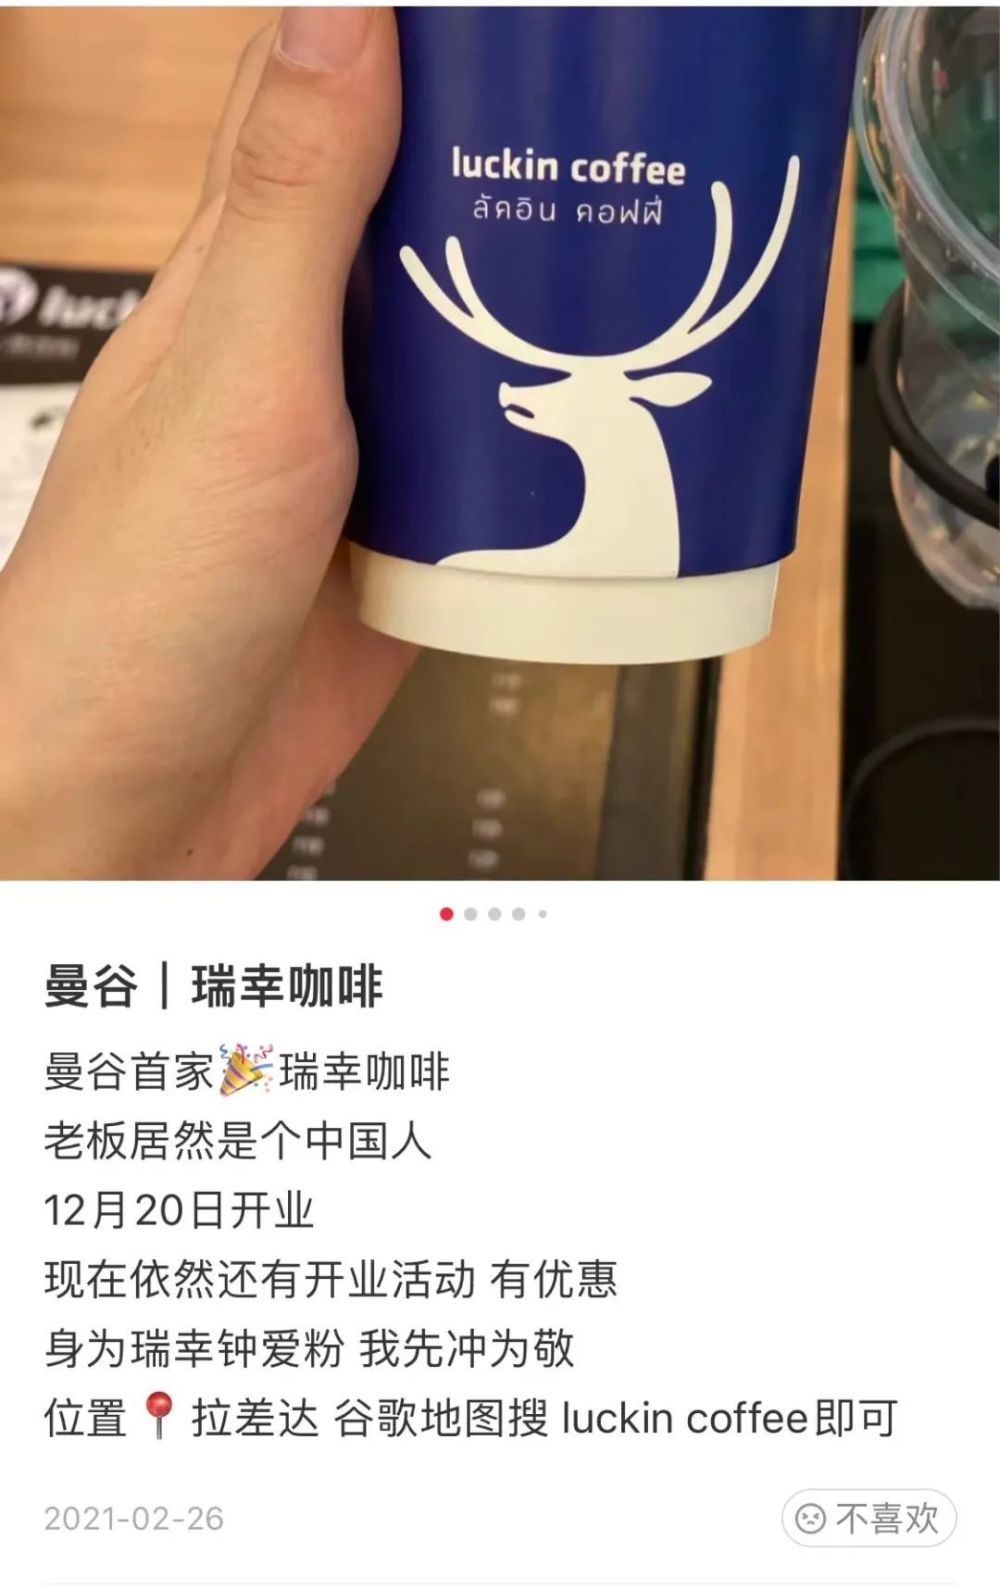 luckin coffee
ลัคอิน คอฟฟี่
luc
曼谷｜瑞幸咖啡
曼谷首家🎉瑞幸咖啡
老板居然是个中国人
12月20日开业
现在依然还有开业活动 有优惠
身为瑞幸钟爱粉 我先冲为敬
位置📍拉差达 谷歌地图搜 luckin coffee即可
2021-02-26
不喜欢